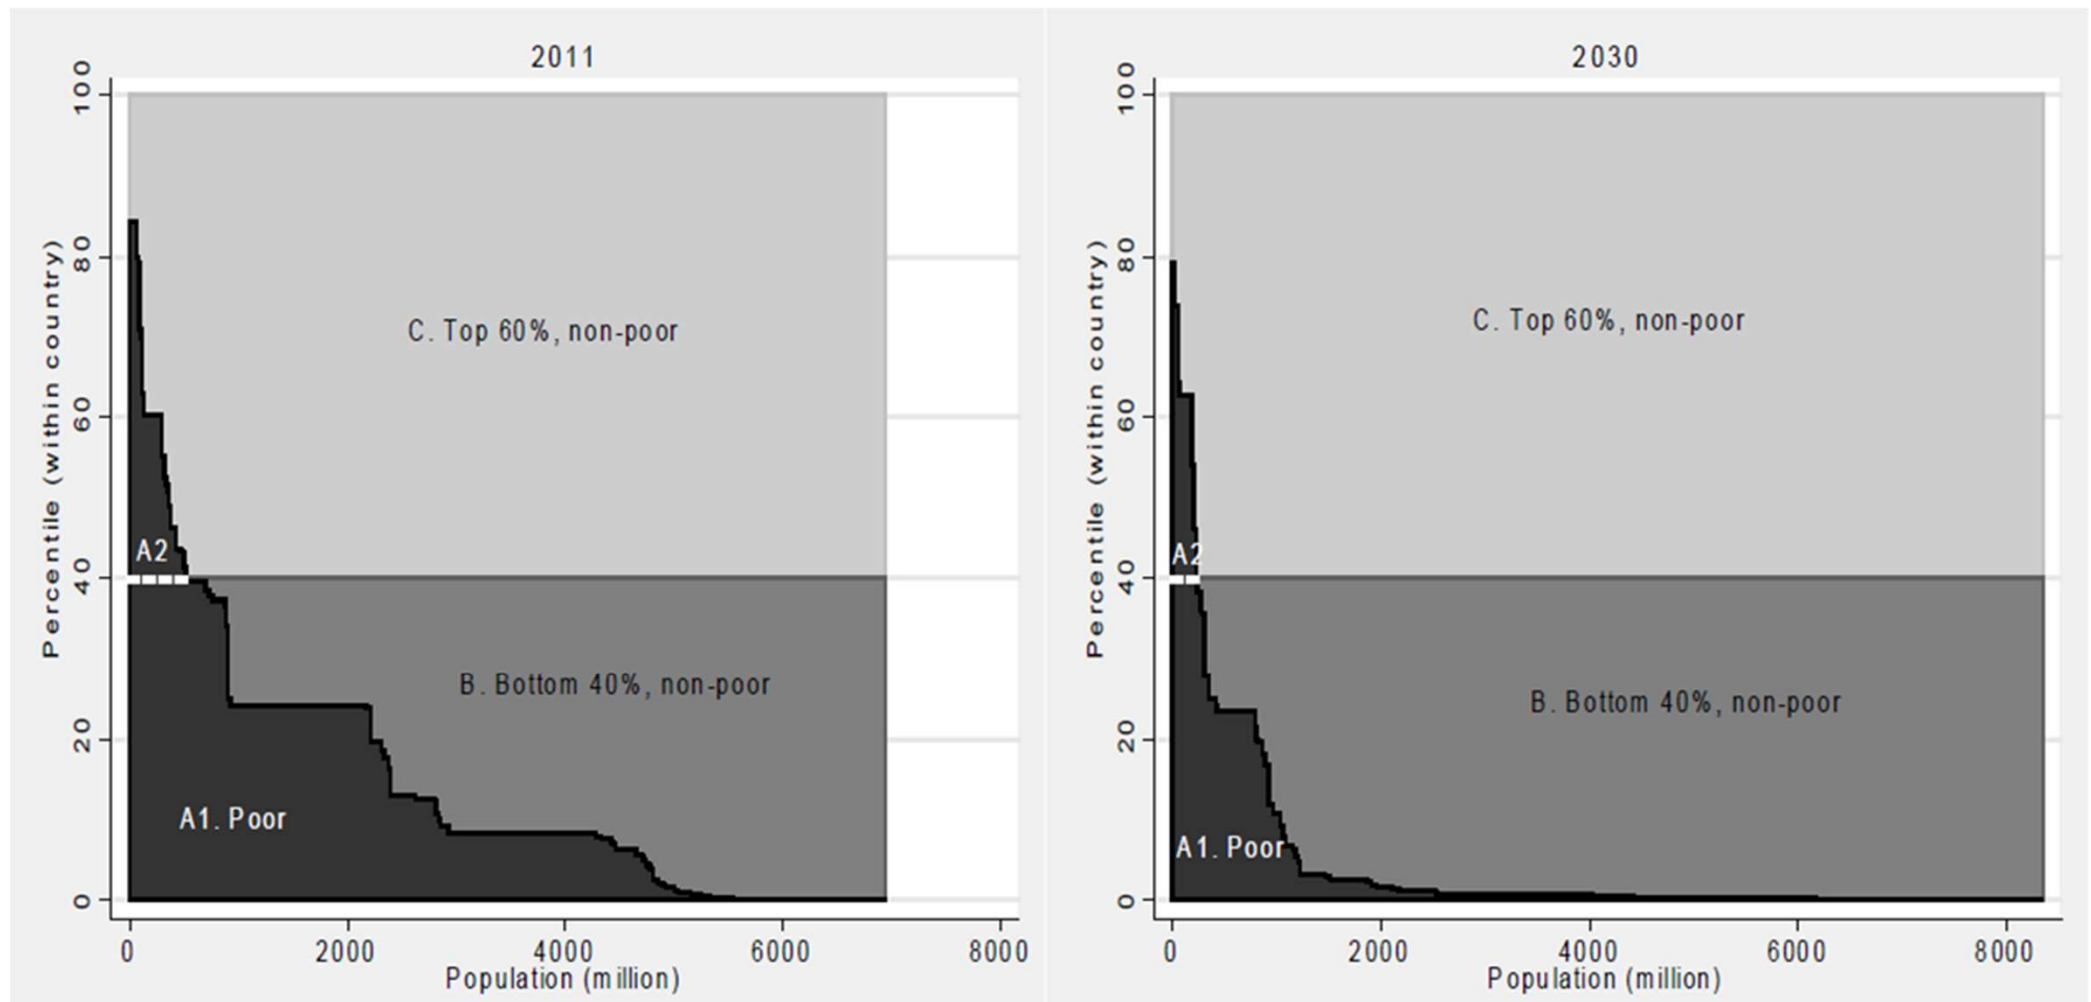 2011
Percentile (within country)
100
80
60
40
20
0
C. Top 60%, non-poor
A2
B. Bottom 40%, non-poor
A1. Poor
0 2000 4000 6000 8000
Population (million)
2030
Percentile (within country)
100
80
60
40
20
0
C. Top 60%, non-poor
A2
B. Bottom 40%, non-poor
A1. Poor
0 2000 4000 6000 8000
Population (million)